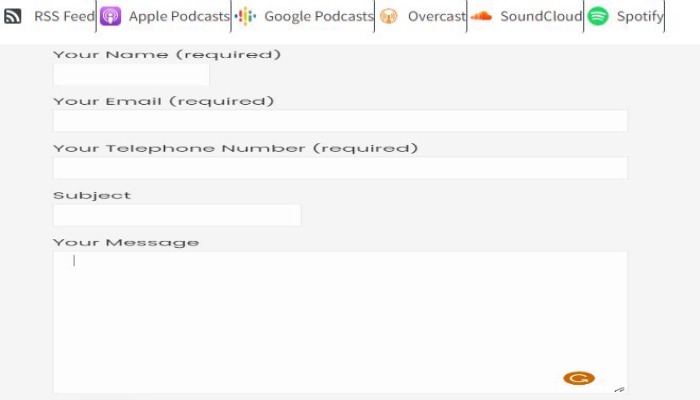 RSS Feed Apple Podcasts Google Podcasts Overcast SoundCloud Spotify
Your Name (required)
Your Email (required)
Your Telephone Number (required)
Subject
Your Message